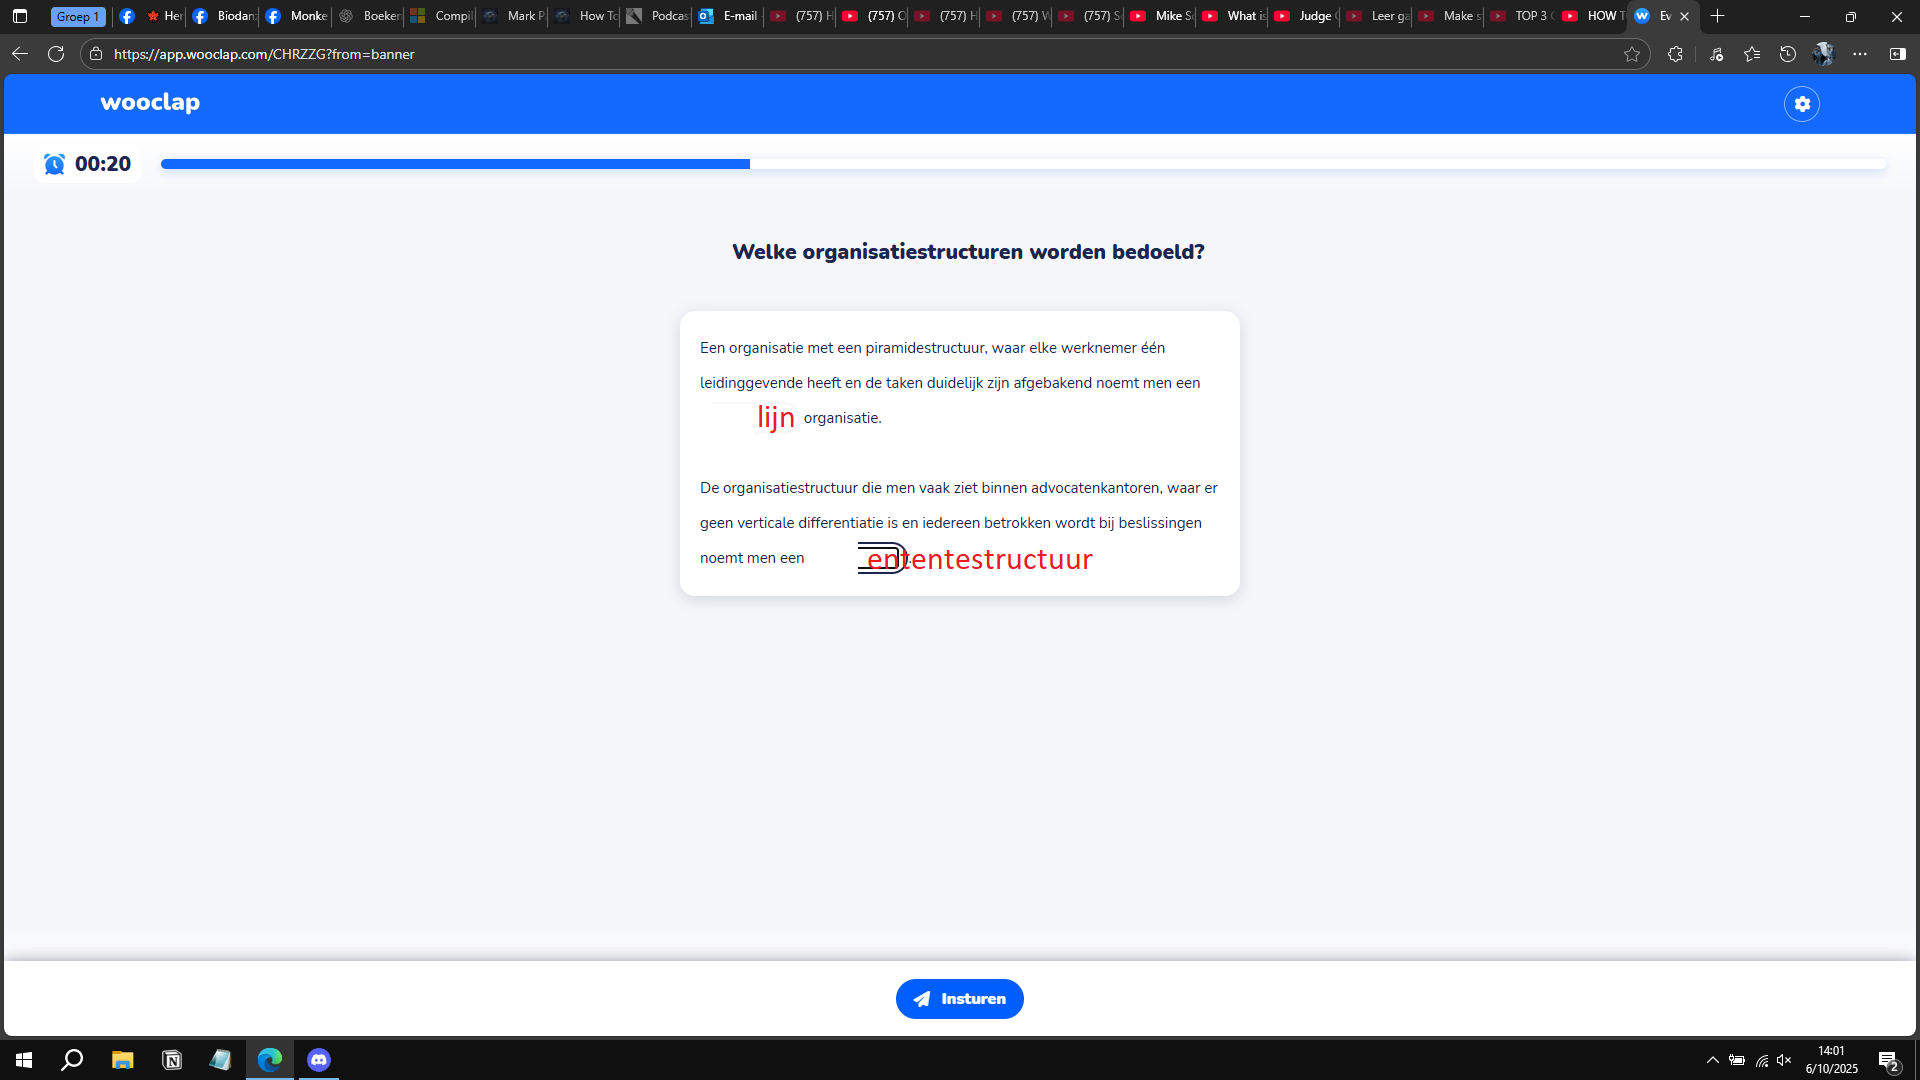 Groep 1
Her
Biodan
Monke
Boeken
Compil
Mark P
How To
Podcas
E-mail
(757) H
(757) C
(757) H
(757) W
(757) S
Mike S
What is
Judge
Leer ga
Make s
TOP 3
HOW T
Ev
https://app.wooclap.com/CHRZZG?from=banner
wooclap
00:20
Welke organisatiestructuren worden bedoeld?
Een organisatie met een piramidestructuur, waar elke werknemer één
leidinggevende heeft en de taken duidelijk zijn afgebakend noemt men een
lijn organisatie.
De organisatiestructuur die men vaak ziet binnen advocatenkantoren, waar er
geen verticale differentiatie is en iedereen betrokken wordt bij beslissingen
noemt men een ententestructuur
Insturen
14:01
6/10/2025
2